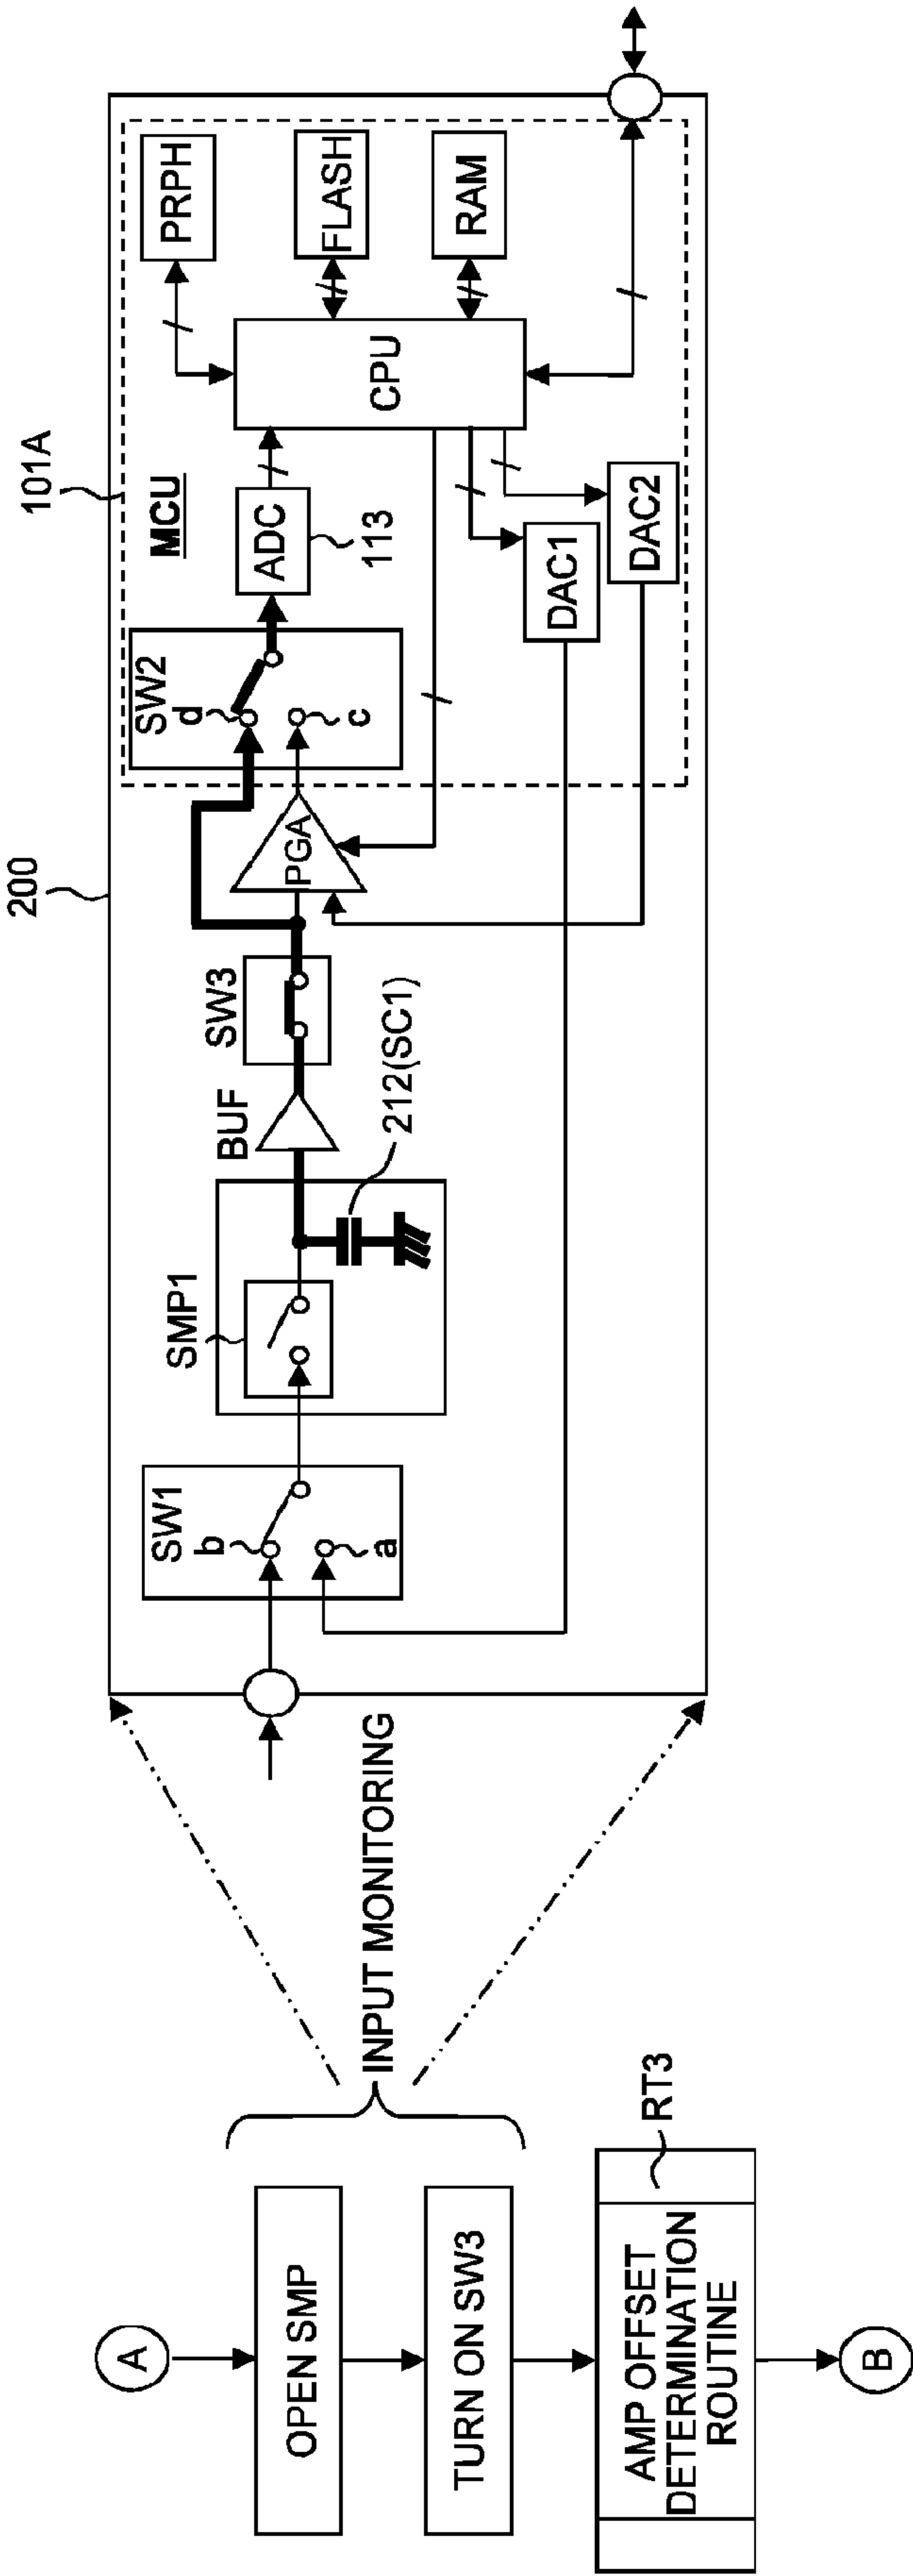 A
OPEN SMP
TURN ON SW3
AMP OFFSET
DETERMINATION
ROUTINE
RT3
B
INPUT MONITORING
200
101A
SW1
b
a
SMP1
212(SC1)
BUF
SW3
PGA
SW2
d
c
MCU
ADC
113
CPU
PRPH
FLASH
RAM
DAC1
DAC2